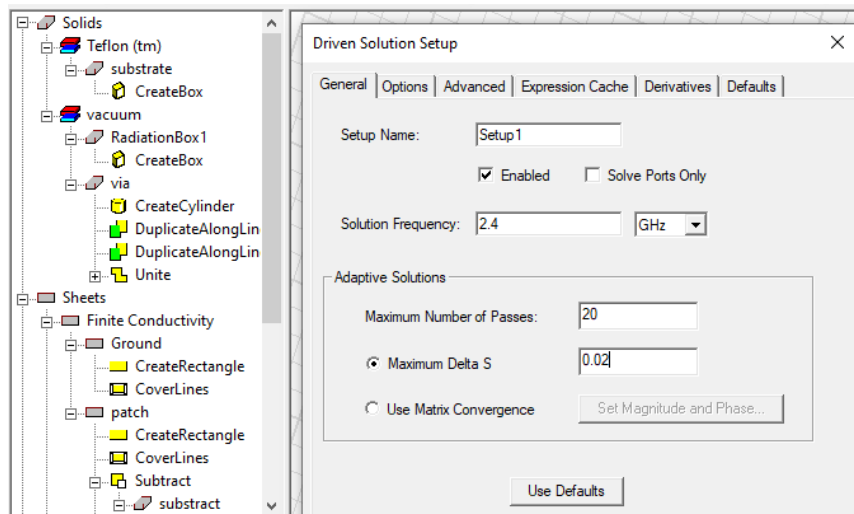 Solids
Teflon (tm)
substrate
CreateBox
vacuum
RadiationBox1
CreateBox
via
CreateCylinder
DuplicateAlongLin
DuplicateAlongLin
Unite
Sheets
Finite Conductivity
Ground
CreateRectangle
CoverLines
patch
CreateRectangle
CoverLines
Subtract
substract
Driven Solution Setup
General Options Advanced Expression Cache Derivatives Defaults
Setup Name: Setup1
Enabled Solve Ports Only
Solution Frequency: 2.4 GHz
Adaptive Solutions
Maximum Number of Passes: 20
Maximum Delta S 0.02
Use Matrix Convergence Set Magnitude and Phase...
Use Defaults